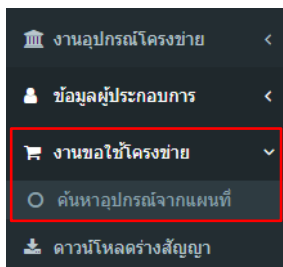 งานอุปกรณ์โครงข่าย
ข้อมูลผู้ประกอบการ
งานขอใช้โครงข่าย
ค้นหาอุปกรณ์จากแผนที่
ดาวน์โหลดร่างสัญญา